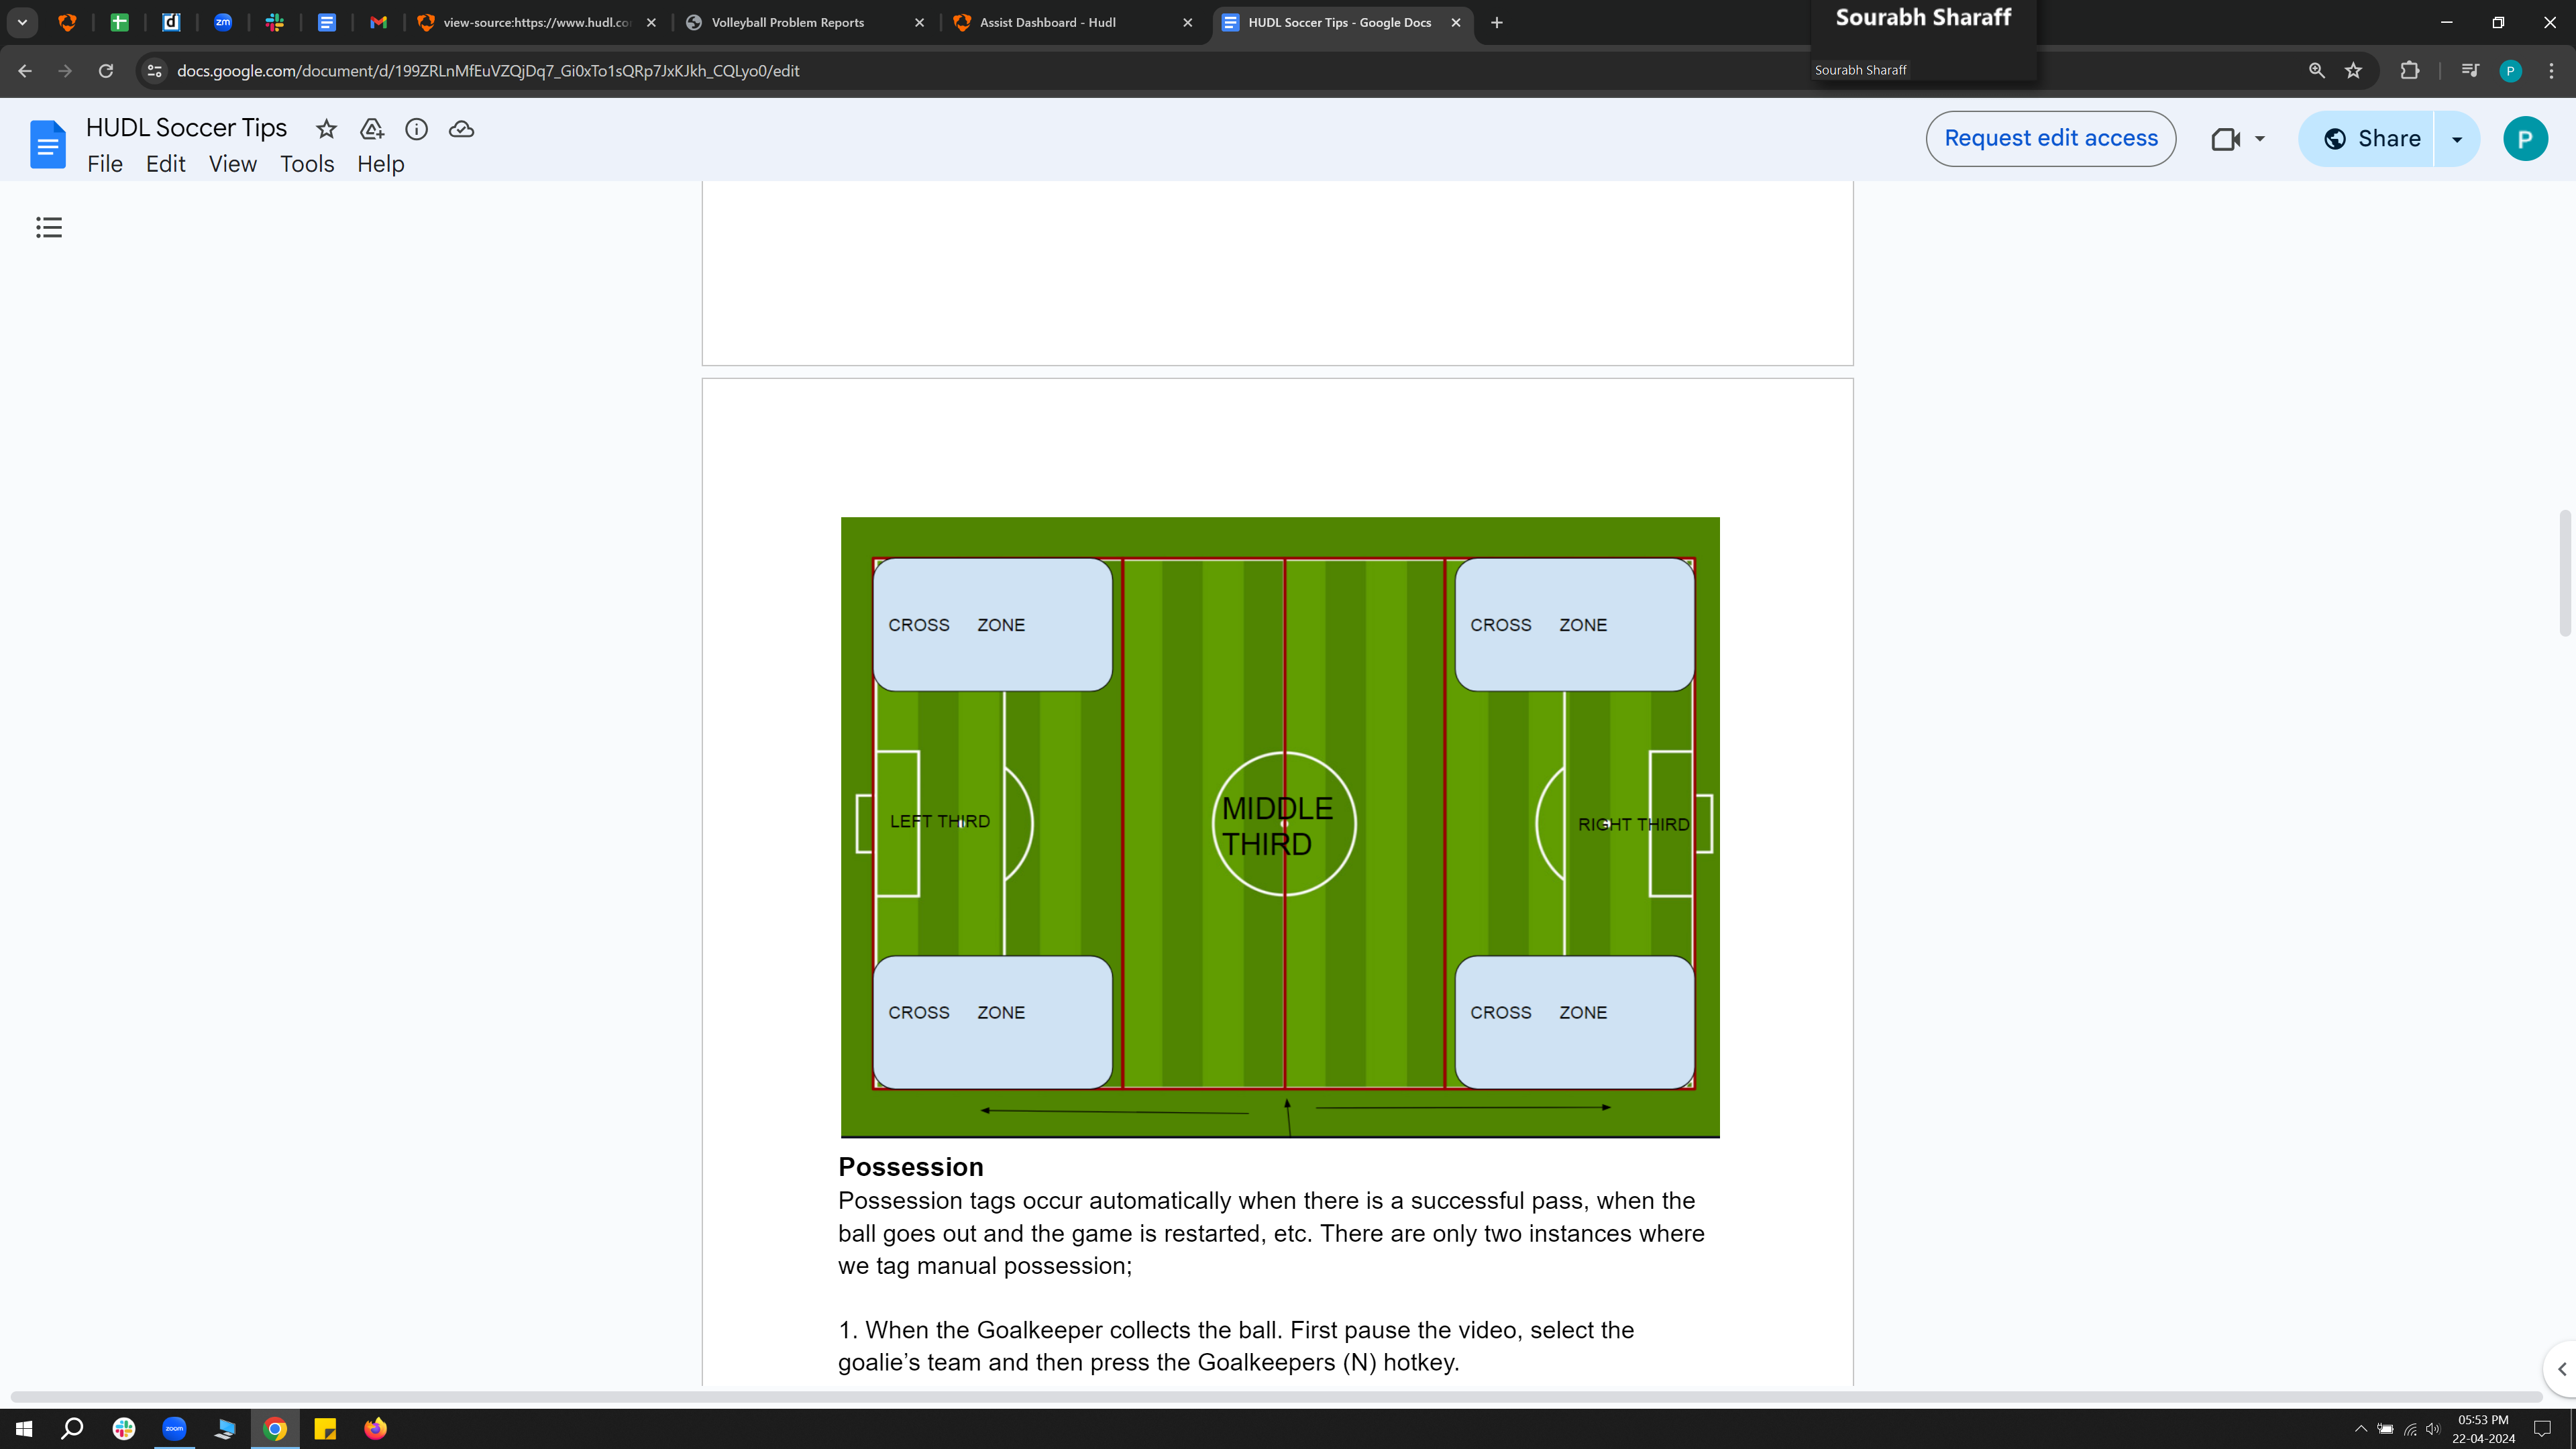 Sourabh Sharaff
view-source:https://www.hudl.co
Volleyball Problem Reports
Assist Dashboard - Hudl
HUDL Soccer Tips - Google Docs
docs.google.com/document/d/199ZRLnMfEuVZQjDq7_Gi0xTo1sQRp7JxKJkh_CQLyo0/edit
Sourabh Sharaff
P
HUDL Soccer Tips
File Edit View Tools Help
Request edit access
Share
P
CROSS ZONE
CROSS ZONE
LEFT THIRD
MIDDLE
THIRD
RIGHT THIRD
CROSS ZONE
CROSS ZONE
Possession
Possession tags occur automatically when there is a successful pass, when the
ball goes out and the game is restarted, etc. There are only two instances where
we tag manual possession;
1. When the Goalkeeper collects the ball. First pause the video, select the
goalie’s team and then press the Goalkeepers (N) hotkey.
zm
zoom
05:53 PM
22-04-2024